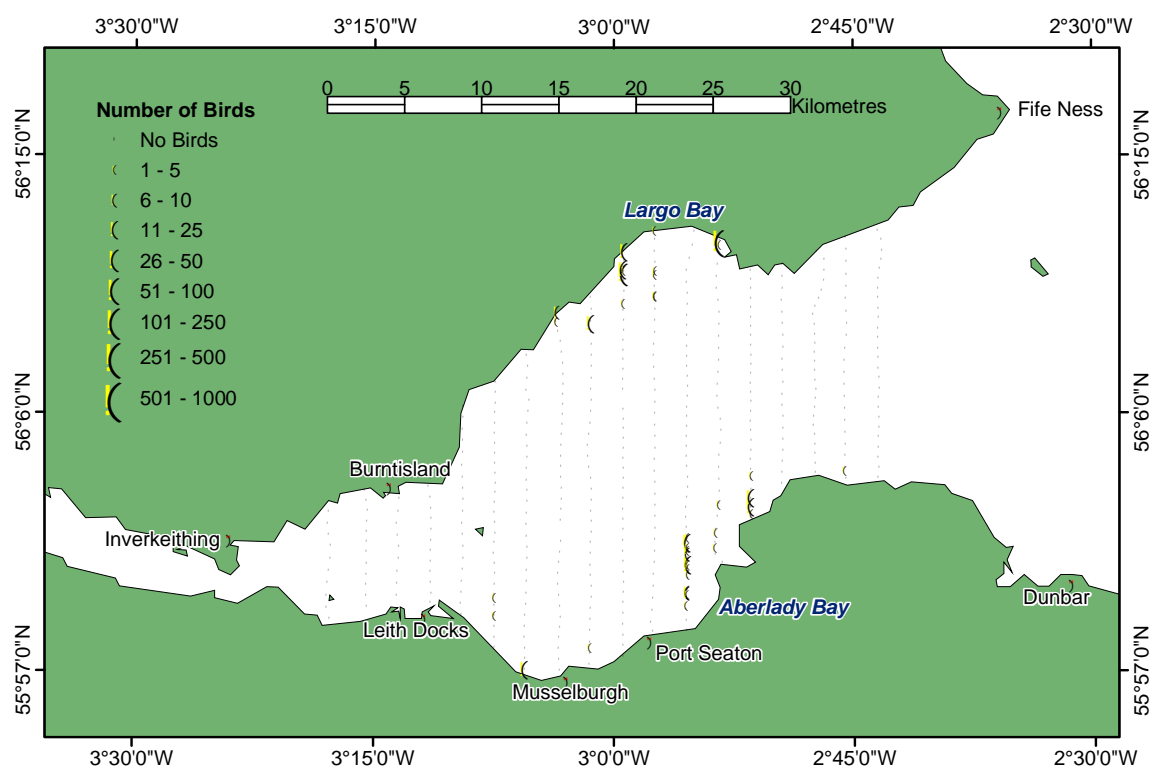 3°30'0"W 3°15'0"W 3°0'0"W 2°45'0"W 2°30'0"W
0 5 10 15 20 25 30
Kilometres
Number of Birds
No Birds
1 - 5
6 - 10
11 - 25
26 - 50
51 - 100
101 - 250
251 - 500
501 - 1000
Fife Ness
56°15'0"N 56°15'0"N
Largo Bay
56°6'0"N 56°6'0"N
Burntisland
Inverkeithing
Dunbar
Aberlady Bay
Leith Docks
Port Seaton
55°57'0"N 55°57'0"N
Musselburgh
3°30'0"W 3°15'0"W 3°0'0"W 2°45'0"W 2°30'0"W